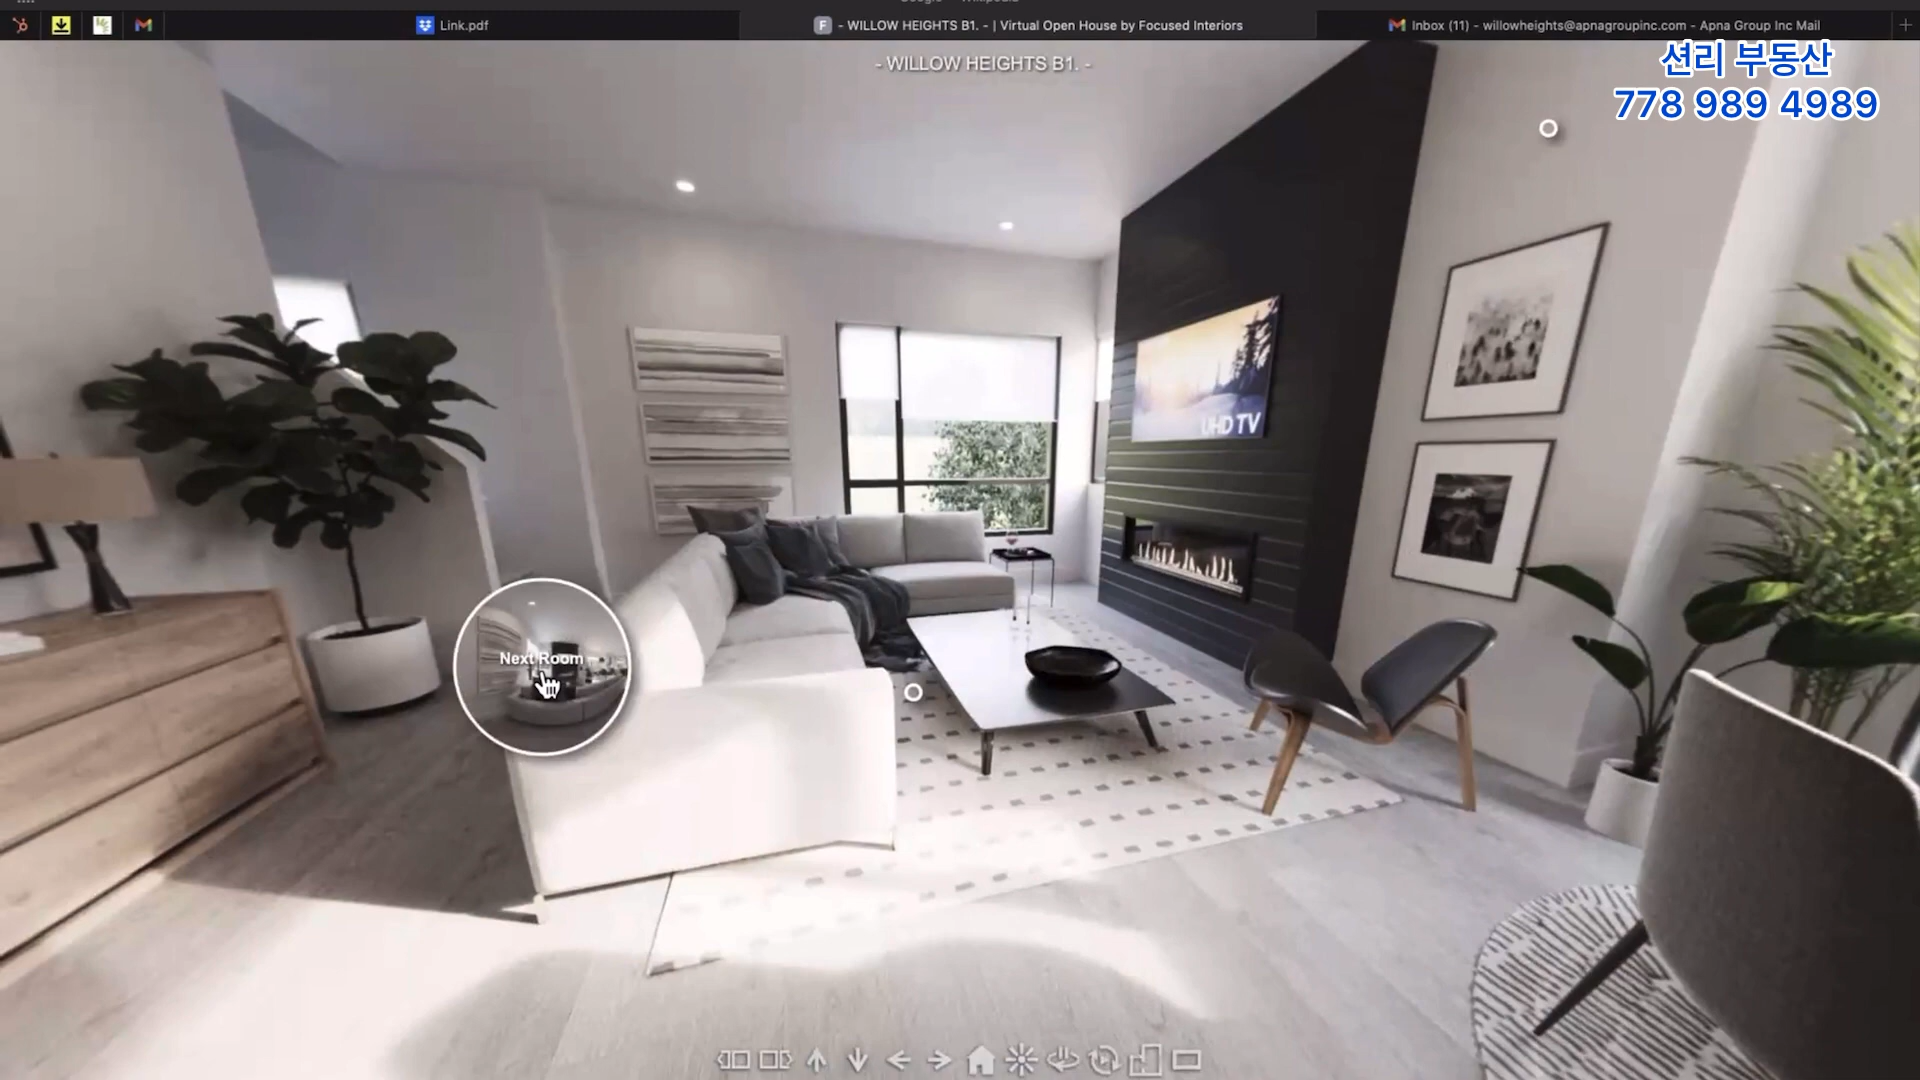 Link.pdf
- WILLOW HEIGHTS B1. - | Virtual Open House by Focused Interiors
Inbox (11) - willowheights@apnagroupinc.com - Apna Group Inc Mail
- WILLOW HEIGHTS B1. -
션리 부동산
778 989 4989
UHD TV
Next Room